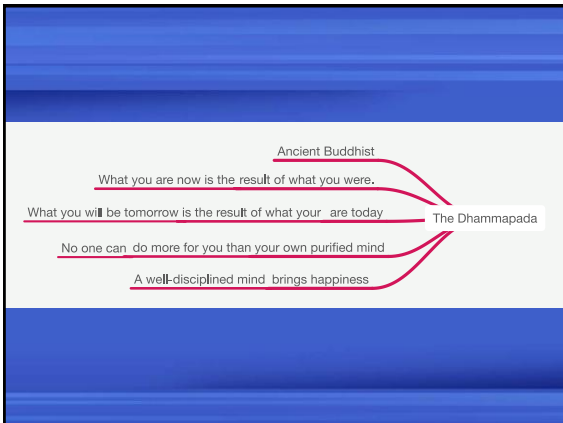 Ancient Buddhist
What you are now is the result of what you were.
What you will be tomorrow is the result of what your are today
The Dhammapada
No one can do more for you than your own purified mind
A well-disciplined mind brings happiness